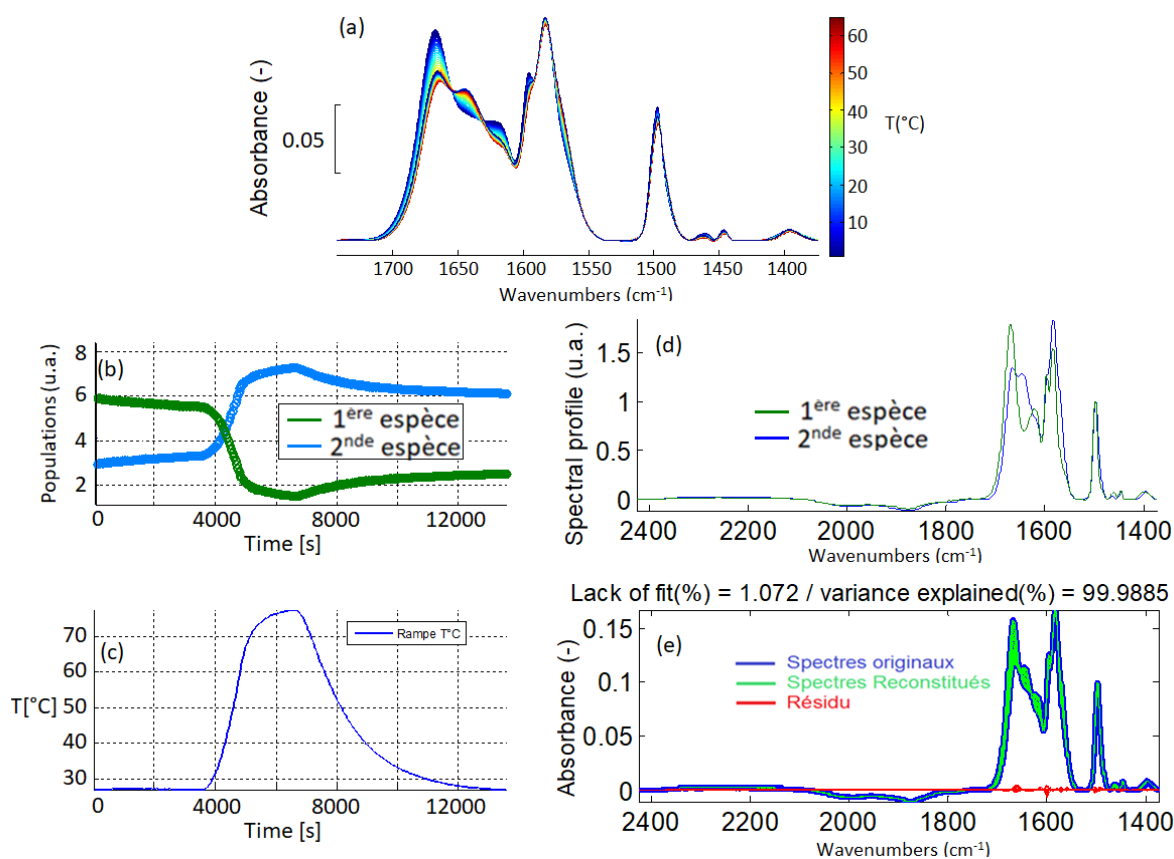 (a)
Absorbance (-)
0.05
1700 1650 1600 1550 1500 1450 1400
Wavenumbers (cm-1)
60
50
40
30
20
10
T(°C)
(b)
Populations (u.a.)
8
6
4
2
1ère espèce
2nde espèce
0 4000 8000 12000
Time [s]
(d)
Spectral profile (u.a.)
1.5
1
0.5
0
1ère espèce
2nde espèce
2400 2200 2000 1800 1600 1400
Wavenumbers (cm-1)
(c)
T[°C]
70
60
50
40
30
Rampe T°C
0 4000 8000 12000
Time [s]
Lack of fit(%) = 1.072 / variance explained(%) = 99.9885
(e)
Absorbance (-)
0.15
0.1
0.05
0
Spectres originaux
Spectres Reconstitués
Résidu
2400 2200 2000 1800 1600 1400
Wavenumbers (cm-1)